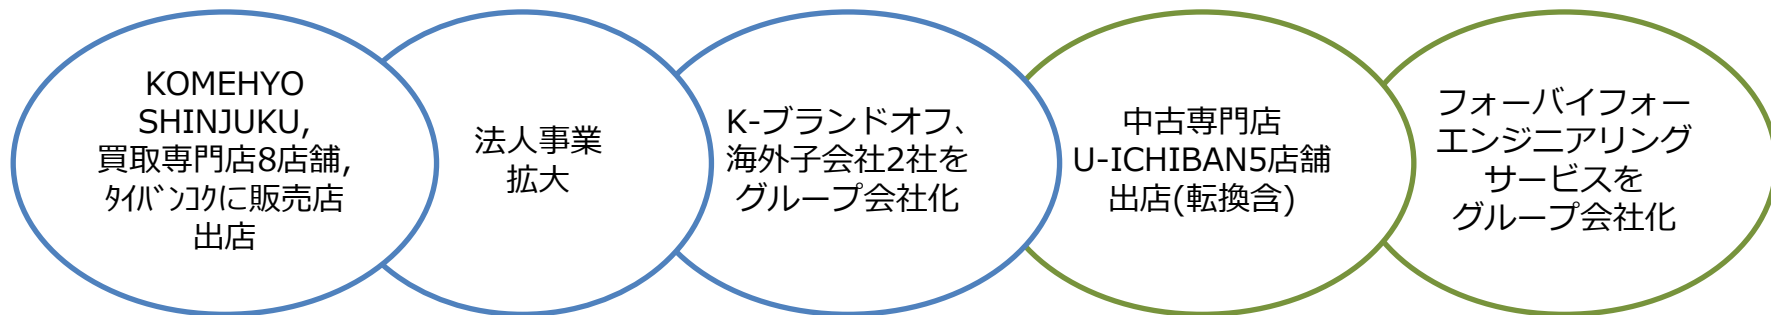 KOMEHYO
SHINJUKU,
買取専門店8店舗,
ﾀｲﾊﾞﾝｺｸに販売店
出店
法人事業
拡大
K-ブランドオフ、
海外子会社2社を
グループ会社化
中古専門店
U-ICHIBAN5店舗
出店(転換含)
フォーバイフォー
エンジニアリング
サービスを
グループ会社化